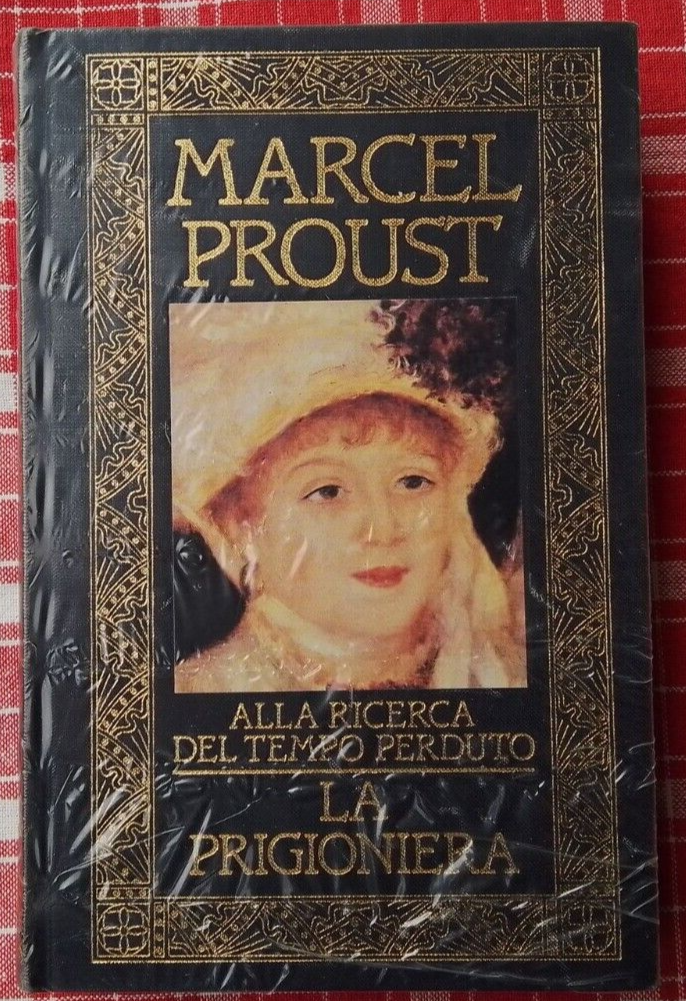 MARCEL
PROUST
ALLA RICERCA
DEL TEMPO PERDUTO
LA
PRIGIONIERA